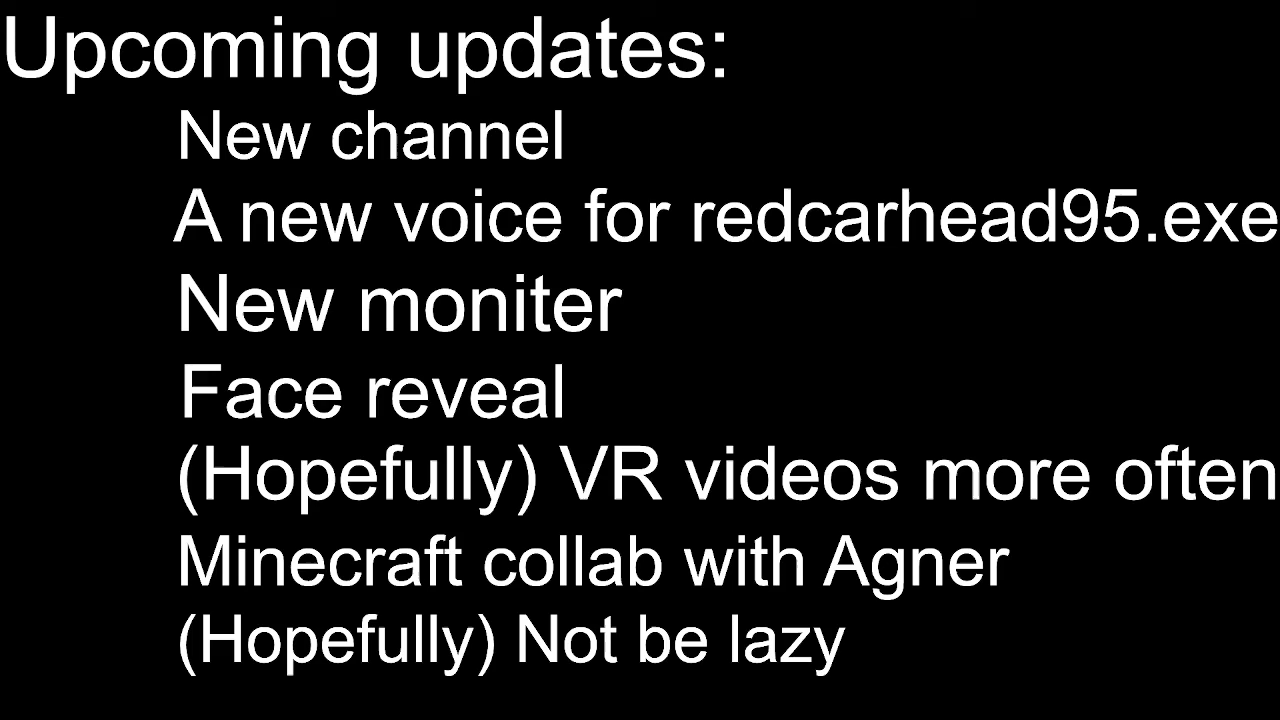 Upcoming updates:
New channel
A new voice for redcarhead95.exe
New moniter
Face reveal
(Hopefully) VR videos more often
Minecraft collab with Agner
(Hopefully) Not be lazy